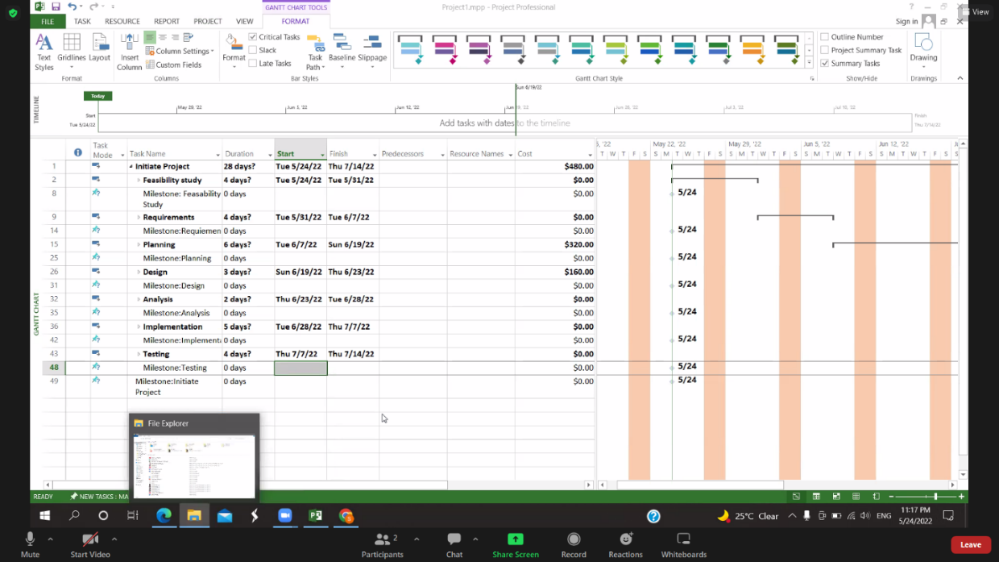 View
GANTT CHART TOOLS
Project1.mpp - Project Professional
FILE TASK RESOURCE REPORT PROJECT VIEW FORMAT
Sign in
Text Styles
Gridlines
Layout
Format
Insert Column
Column Settings
Custom Fields
Columns
Format
Critical Tasks
Slack
Late Tasks
Task Path
Baseline
Slippage
Bar Styles
Gantt Chart Style
Outline Number
Project Summary Task
Summary Tasks
Show/Hide
Drawing
Drawings
TIMELINE
Sun 6/19/22
Today
May 29, '22 Jun 5, '22 Jun 12, '22 Jun 19, '22 Jun 26, '22 Jul 3, '22 Jul 10, '22
Start
Tue 5/24/22
Add tasks with dates to the timeline
Finish
Thu 7/14/22
GANTT CHART
Task Mode Task Name Duration Start Finish Predecessors Resource Names Cost
5, '22 May 22, '22 May 29, '22 Jun 5, '22 Jun 12, '22
T W T F S S M T W T F S S M T W T F S S M T W T F S S M T W T F S S
1 Initiate Project 28 days? Tue 5/24/22 Thu 7/14/22 $480.00
2 Feasibility study 4 days? Tue 5/24/22 Tue 5/31/22 $0.00
8 Milestone: Feasability Study 0 days $0.00 5/24
9 Requirements 4 days? Tue 5/31/22 Tue 6/7/22 $0.00
14 Milestone:Requiemen 0 days $0.00 5/24
15 Planning 6 days? Tue 6/7/22 Sun 6/19/22 $320.00
25 Milestone:Planning 0 days $0.00 5/24
26 Design 3 days? Sun 6/19/22 Thu 6/23/22 $160.00
31 Milestone:Design 0 days $0.00 5/24
32 Analysis 2 days? Thu 6/23/22 Tue 6/28/22 $0.00
35 Milestone:Analysis 0 days $0.00 5/24
36 Implementation 5 days? Tue 6/28/22 Thu 7/7/22 $0.00
42 Milestone:Implementa 0 days $0.00 5/24
43 Testing 4 days? Thu 7/7/22 Thu 7/14/22 $0.00
48 Milestone:Testing 0 days $0.00 5/24
49 Milestone:Initiate Project 0 days $0.00 5/24
File Explorer
READY NEW TASKS : MA
25°C Clear
ENG
11:17 PM
5/24/2022
Mute
Start Video
2
Participants
Chat
Share Screen
Record
Reactions
Whiteboards
Leave